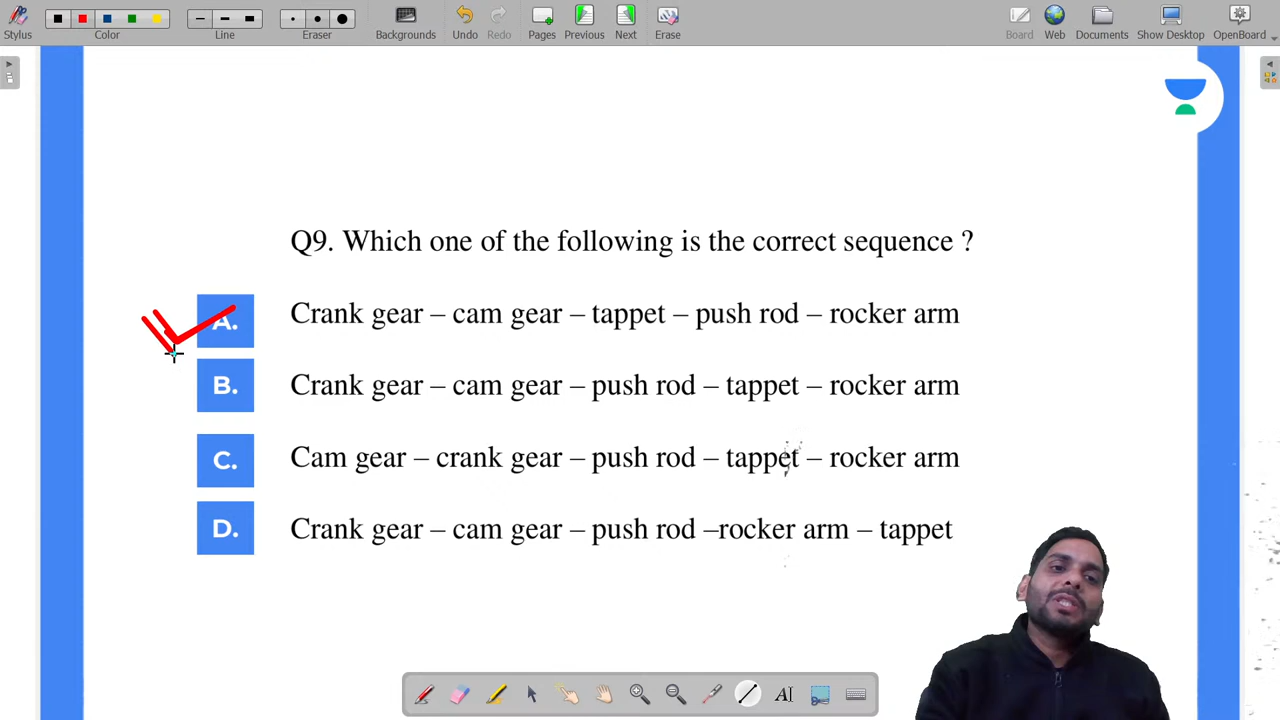 Stylus
Color
Line
Eraser
Backgrounds
Undo
Redo
Pages
Previous
Next
Erase
Board
Web
Documents
Show Desktop
OpenBoard
Q9. Which one of the following is the correct sequence ?
A. Crank gear – cam gear – tappet – push rod – rocker arm
B. Crank gear – cam gear – push rod – tappet – rocker arm
C. Cam gear – crank gear – push rod – tappet – rocker arm
D. Crank gear – cam gear – push rod –rocker arm – tappet
AI